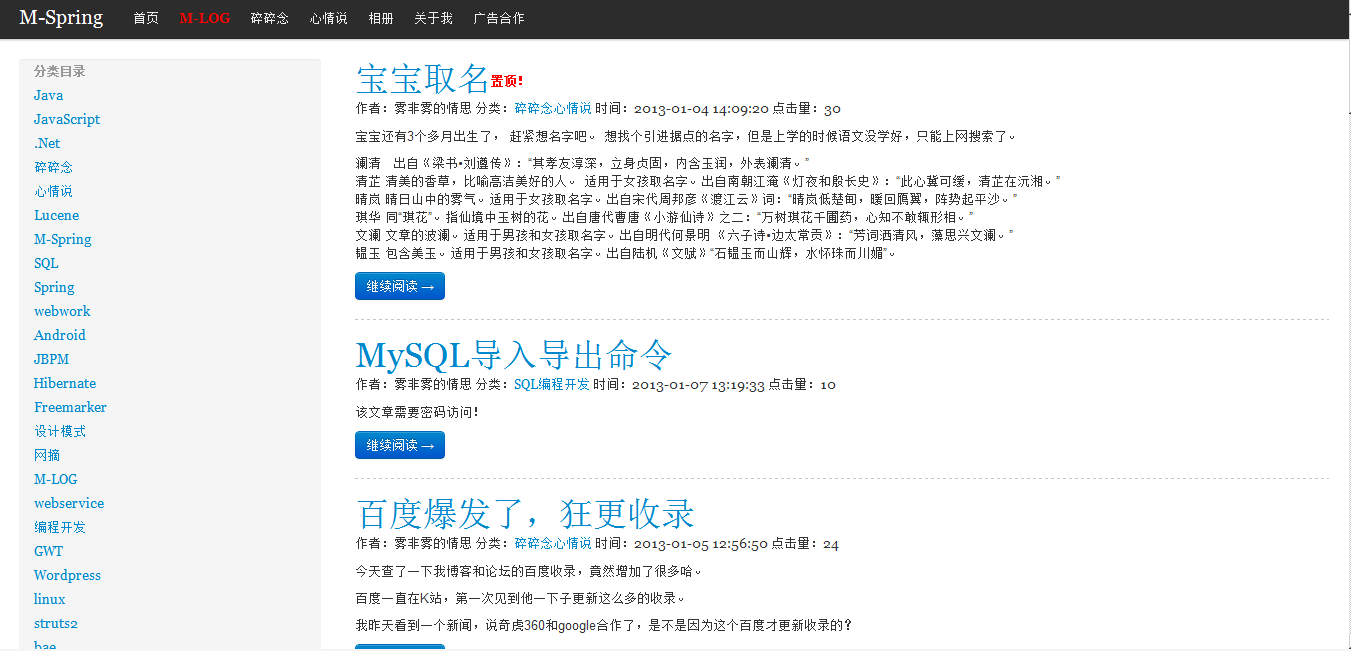 M-Spring 首页 M-LOG 碎碎念 心情说 相册 关于我 广告合作
分类目录
Java
JavaScript
.Net
碎碎念
心情说
Lucene
M-Spring
SQL
Spring
webwork
Android
JBPM
Hibernate
Freemarker
设计模式
网摘
M-LOG
webservice
编程开发
GWT
Wordpress
linux
struts2
bae
宝宝取名置顶!
作者：雾非雾的情思 分类：碎碎念心情说 时间：2013-01-04 14:09:20 点击量：30
宝宝还有3个多月出生了， 赶紧想名字吧。 想找个引进据点的名字，但是上学的时候语文没学好，只能上网搜索了。
澜清 出自《梁书•刘遵传》：“其孝友淳深，立身贞固，内含玉润，外表澜清。”
清芷 清美的香草，比喻高洁美好的人。 适用于女孩取名字。出自南朝江淹《灯夜和殷长史》：“此心冀可缓，清芷在沅湘。”
晴岚 晴日山中的雾气。适用于女孩取名字。出自宋代周邦彦《渡江云》词：“晴岚低楚甸，暖回鴈翼，阵势起平沙。”
琪华 同“琪花”。指仙境中玉树的花。出自唐代曹唐《小游仙诗》之二：“万树琪花千圃药，心知不敢辄形相。”
文澜 文章的波澜。适用于男孩和女孩取名字。出自明代何景明 《六子诗•边太常贡》：“芳词洒清风，藻思兴文澜。”
韫玉 包含美玉。适用于男孩和女孩取名字。出自陆机《文赋》“石韫玉而山辉，水怀珠而川媚”。
继续阅读 →
MySQL导入导出命令
作者：雾非雾的情思 分类：SQL编程开发 时间：2013-01-07 13:19:33 点击量：10
该文章需要密码访问!
继续阅读 →
百度爆发了，狂更收录
作者：雾非雾的情思 分类：碎碎念心情说 时间：2013-01-05 12:56:50 点击量：24
今天查了一下我博客和论坛的百度收录，竟然增加了很多哈。
百度一直在K站，第一次见到他一下子更新这么多的收录。
我昨天看到一个新闻，说奇虎360和google合作了，是不是因为这个百度才更新收录的？